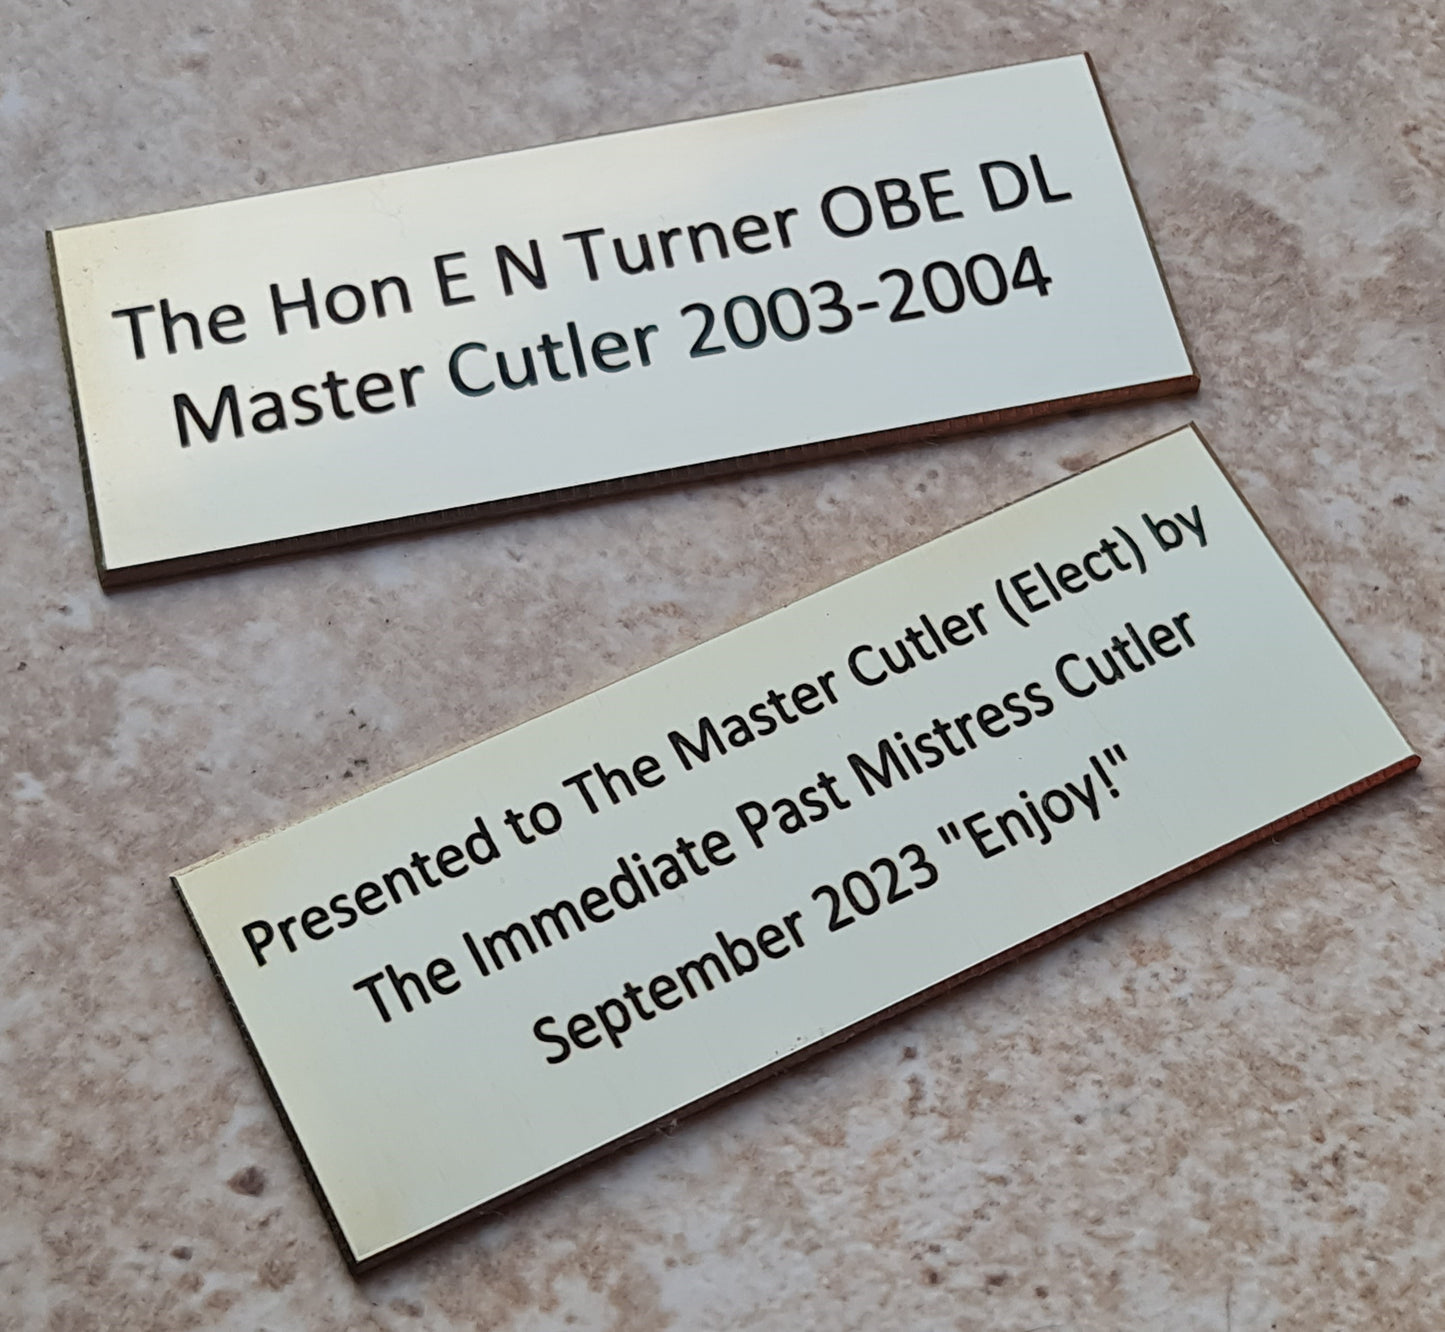 The Hon E N Turner OBE DL
Master Cutler 2003-2004
Presented to The Master Cutler (Elect) by
The Immediate Past Mistress Cutler
September 2023 "Enjoy!"